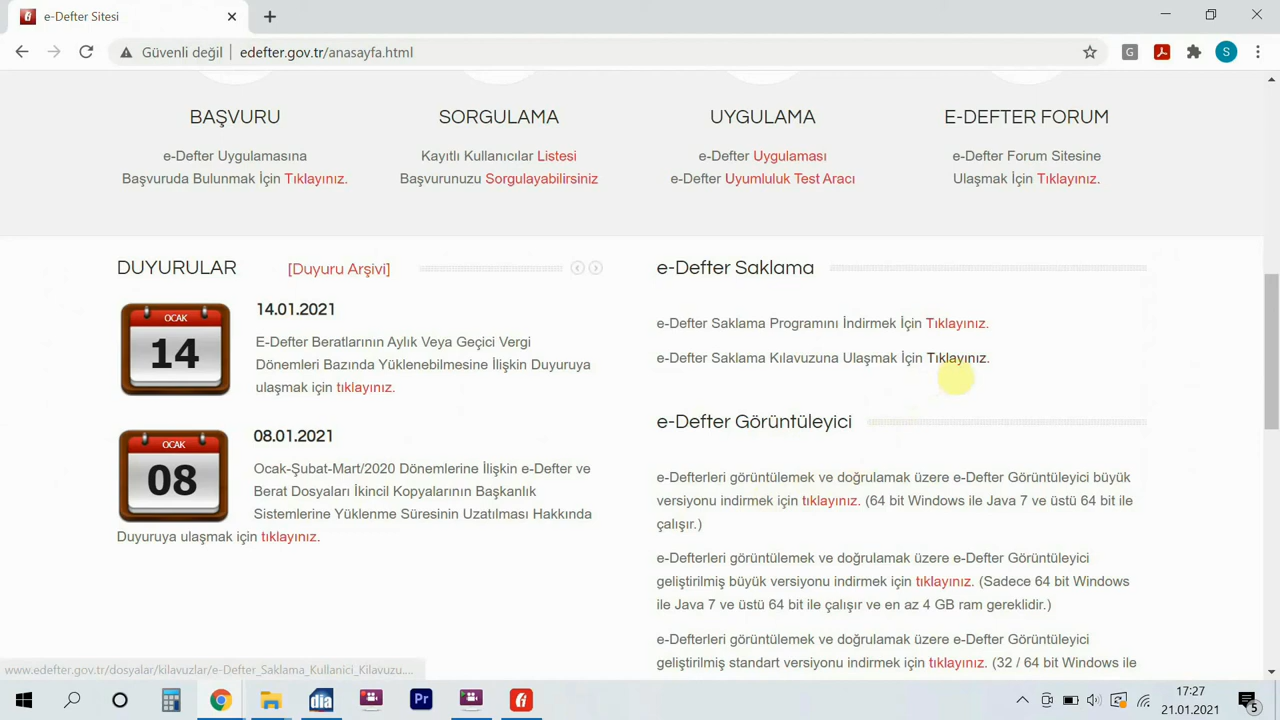 e-Defter Sitesi
Güvenli değil
edefter.gov.tr/anasayfa.html
G
S
BAŞVURU
e-Defter Uygulamasına
Başvuruda Bulunmak İçin Tıklayınız.
SORGULAMA
Kayıtlı Kullanıcılar Listesi
Başvurunuzu Sorgulayabilirsiniz
UYGULAMA
e-Defter Uygulaması
e-Defter Uyumluluk Test Aracı
E-DEFTER FORUM
e-Defter Forum Sitesine
Ulaşmak İçin Tıklayınız.
DUYURULAR
[Duyuru Arşivi]
OCAK
14
14.01.2021
E-Defter Beratlarının Aylık Veya Geçici Vergi
Dönemleri Bazında Yüklenebilmesine İlişkin Duyuruya
ulaşmak için tıklayınız.
OCAK
08
08.01.2021
Ocak-Şubat-Mart/2020 Dönemlerine İlişkin e-Defter ve
Berat Dosyaları İkincil Kopyalarının Başkanlık
Sistemlerine Yüklenme Süresinin Uzatılması Hakkında
Duyuruya ulaşmak için tıklayınız.
e-Defter Saklama
e-Defter Saklama Programını İndirmek İçin Tıklayınız.
e-Defter Saklama Kılavuzuna Ulaşmak İçin Tıklayınız.
e-Defter Görüntüleyici
e-Defterleri görüntülemek ve doğrulamak üzere e-Defter Görüntüleyici büyük
versiyonu indirmek için tıklayınız. (64 bit Windows ile Java 7 ve üstü 64 bit ile
çalışır.)
e-Defterleri görüntülemek ve doğrulamak üzere e-Defter Görüntüleyici
geliştirilmiş büyük versiyonu indirmek için tıklayınız. (Sadece 64 bit Windows
ile Java 7 ve üstü 64 bit ile çalışır ve en az 4 GB ram gereklidir.)
e-Defterleri görüntülemek ve doğrulamak üzere e-Defter Görüntüleyici
geliştirilmiş standart versiyonu indirmek için tıklayınız. (32 / 64 bit Windows ile
www.edefter.gov.tr/dosyalar/kilavuzlar/e-Defter_Saklama_Kullanici_Kilavuzu....
dia
Pr
17:27
21.01.2021
5